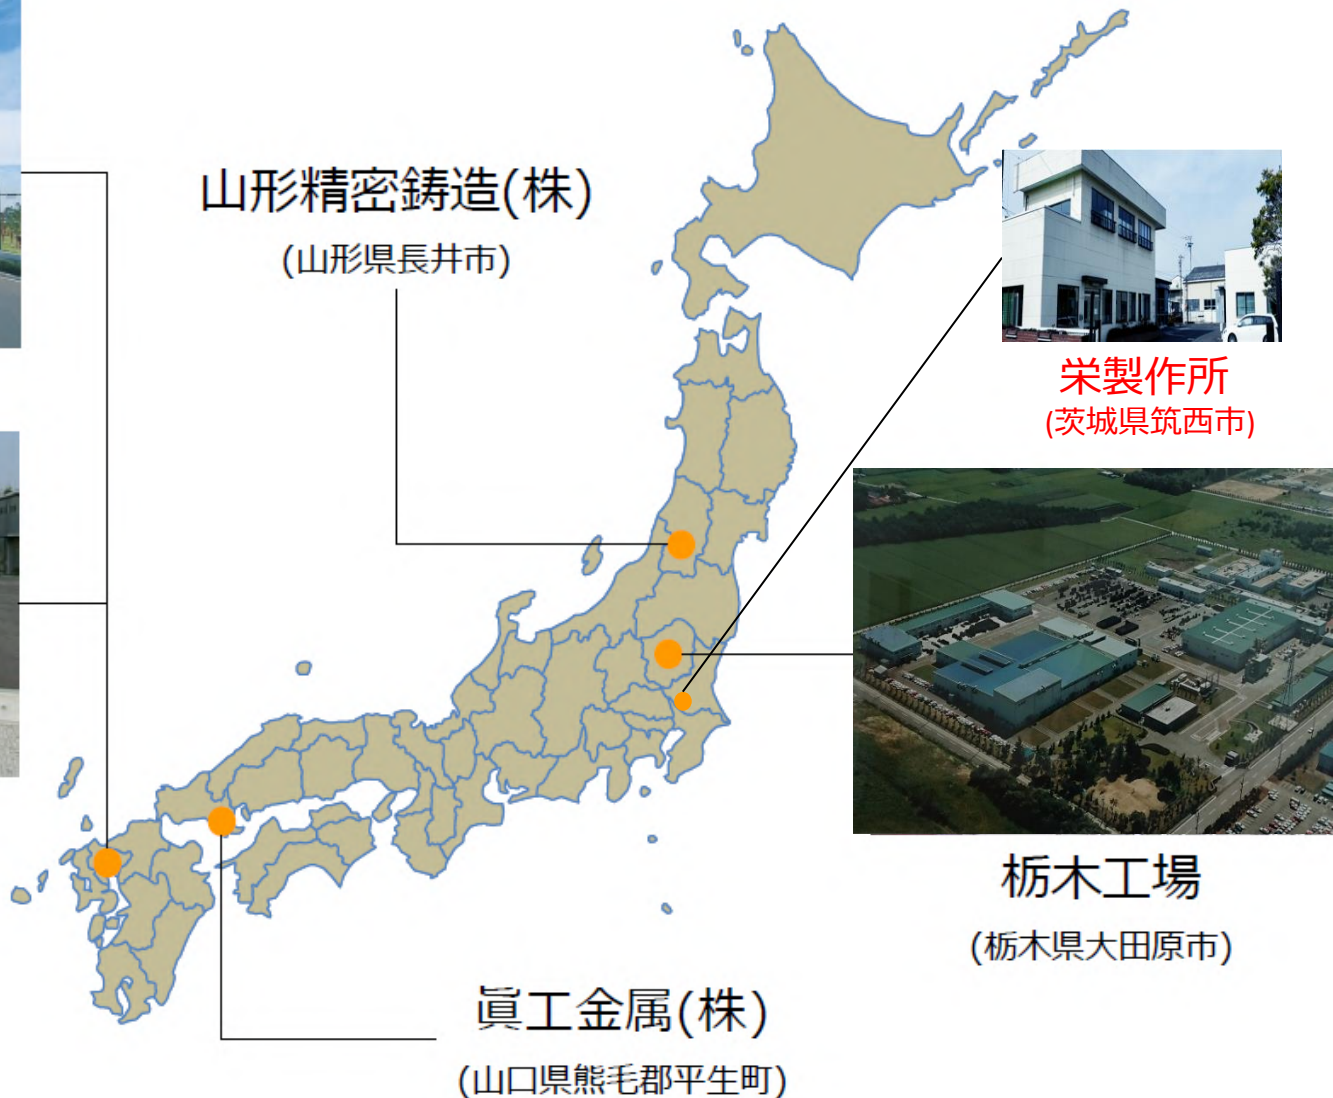 山形精密鋳造(株)
(山形県長井市)
栄製作所
(茨城県筑西市)
栃木工場
(栃木県大田原市)
眞工金属(株)
(山口県熊毛郡平生町)